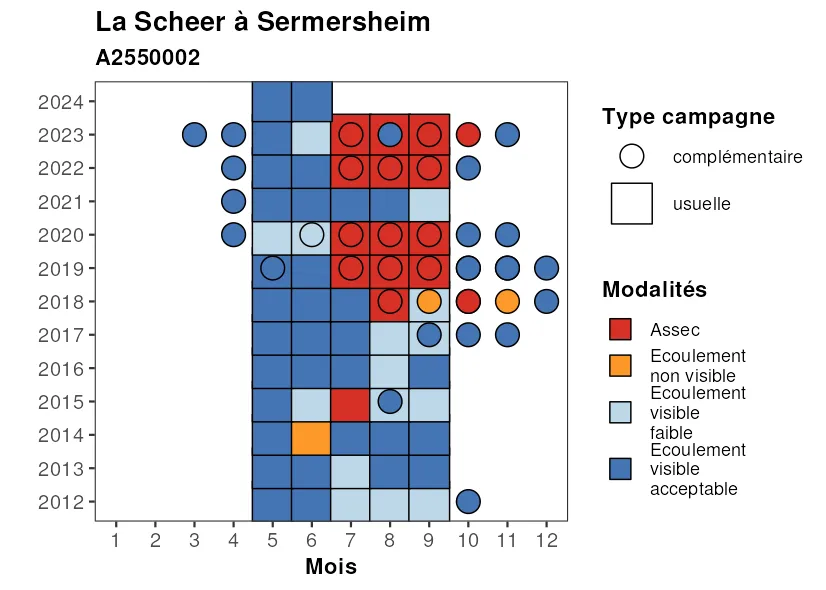 La Scheer à Sermersheim
A2550002
2024
2023
2022
2021
2020
2019
2018
2017
2016
2015
2014
2013
2012
1 2 3 4 5 6 7 8 9 10 11 12
Mois
Type campagne
complémentaire
usuelle
Modalités
Assec
Ecoulement
non visible
Ecoulement
visible
faible
Ecoulement
visible
acceptable